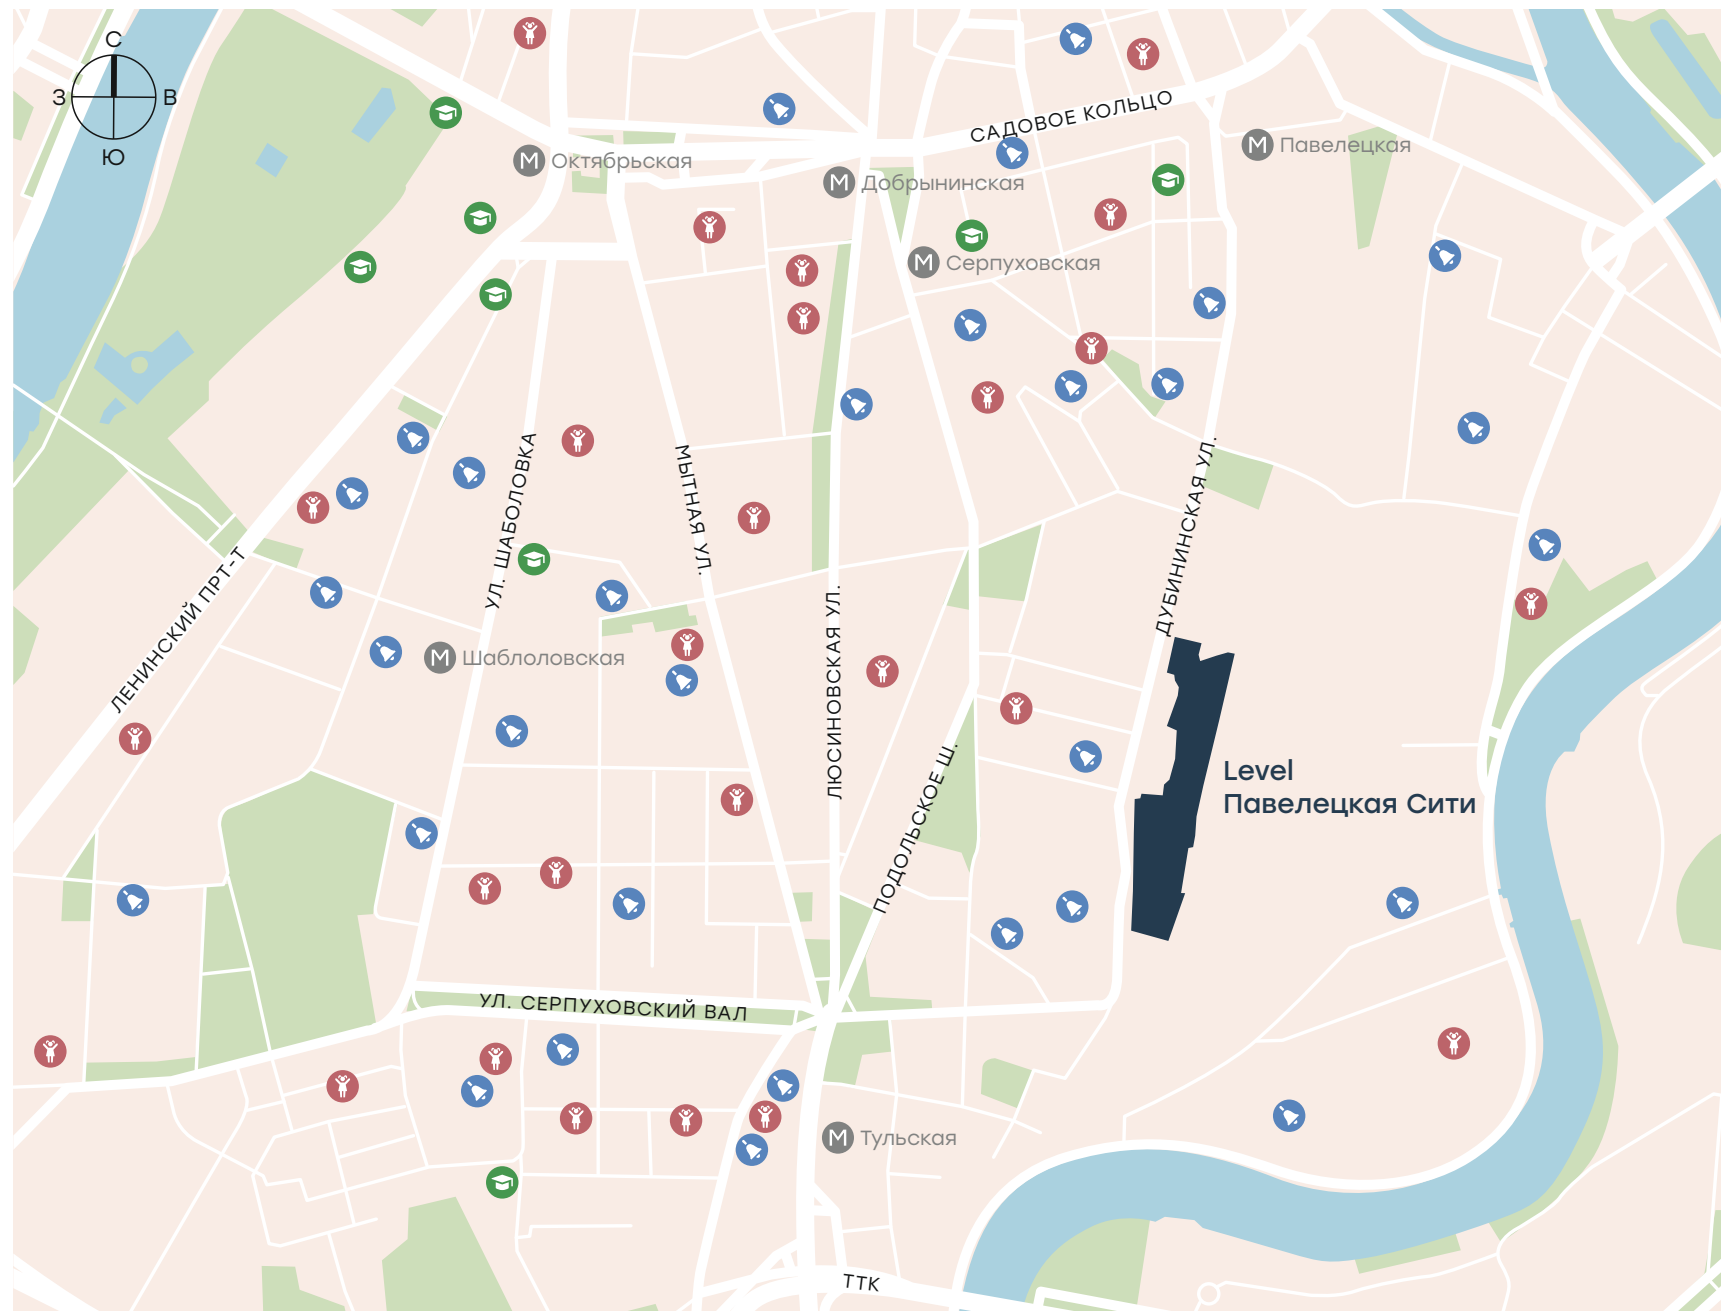 С
З В
Ю
САДОВОЕ КОЛЬЦО
М Октябрьская
М Павелецкая
М Добрынинская
М Серпуховская
УЛ. ШАБОЛОВКА
МЫТНАЯ УЛ.
ДУБИНИНСКАЯ УЛ.
ЛЕНИНСКИЙ ПРТ-Т
ЛЮСИНОВСКАЯ УЛ.
М Шаблоловская
ПОДОЛЬСКОЕ Ш.
Level
Павелецкая Сити
УЛ. СЕРПУХОВСКИЙ ВАЛ
М Тульская
ТТК